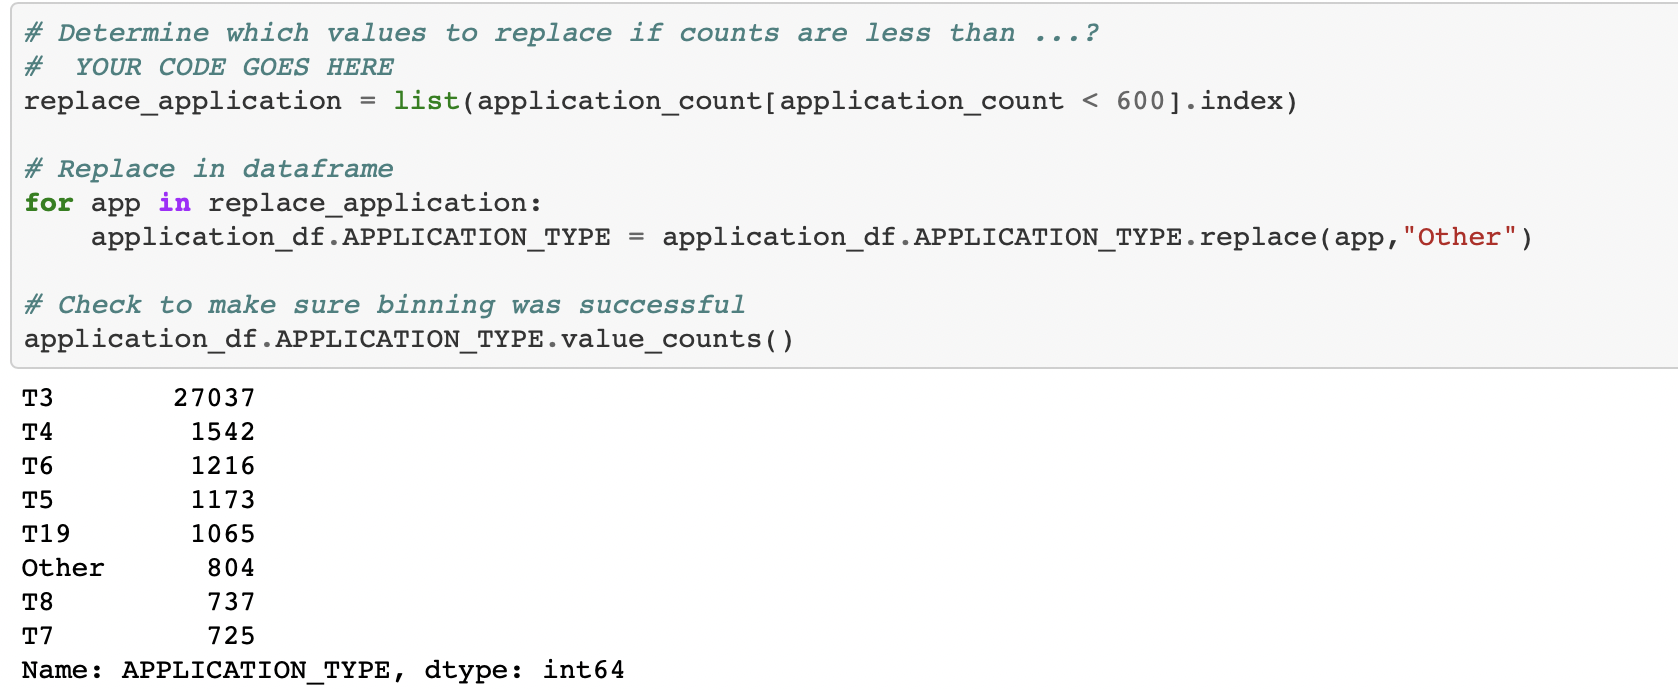 # Determine which values to replace if counts are less than ...?
#  YOUR CODE GOES HERE
replace_application = list(application_count[application_count < 600].index)

# Replace in dataframe
for app in replace_application:
    application_df.APPLICATION_TYPE = application_df.APPLICATION_TYPE.replace(app,"Other")

# Check to make sure binning was successful
application_df.APPLICATION_TYPE.value_counts()
T3       27037
T4        1542
T6        1216
T5        1173
T19       1065
Other      804
T8         737
T7         725
Name: APPLICATION_TYPE, dtype: int64